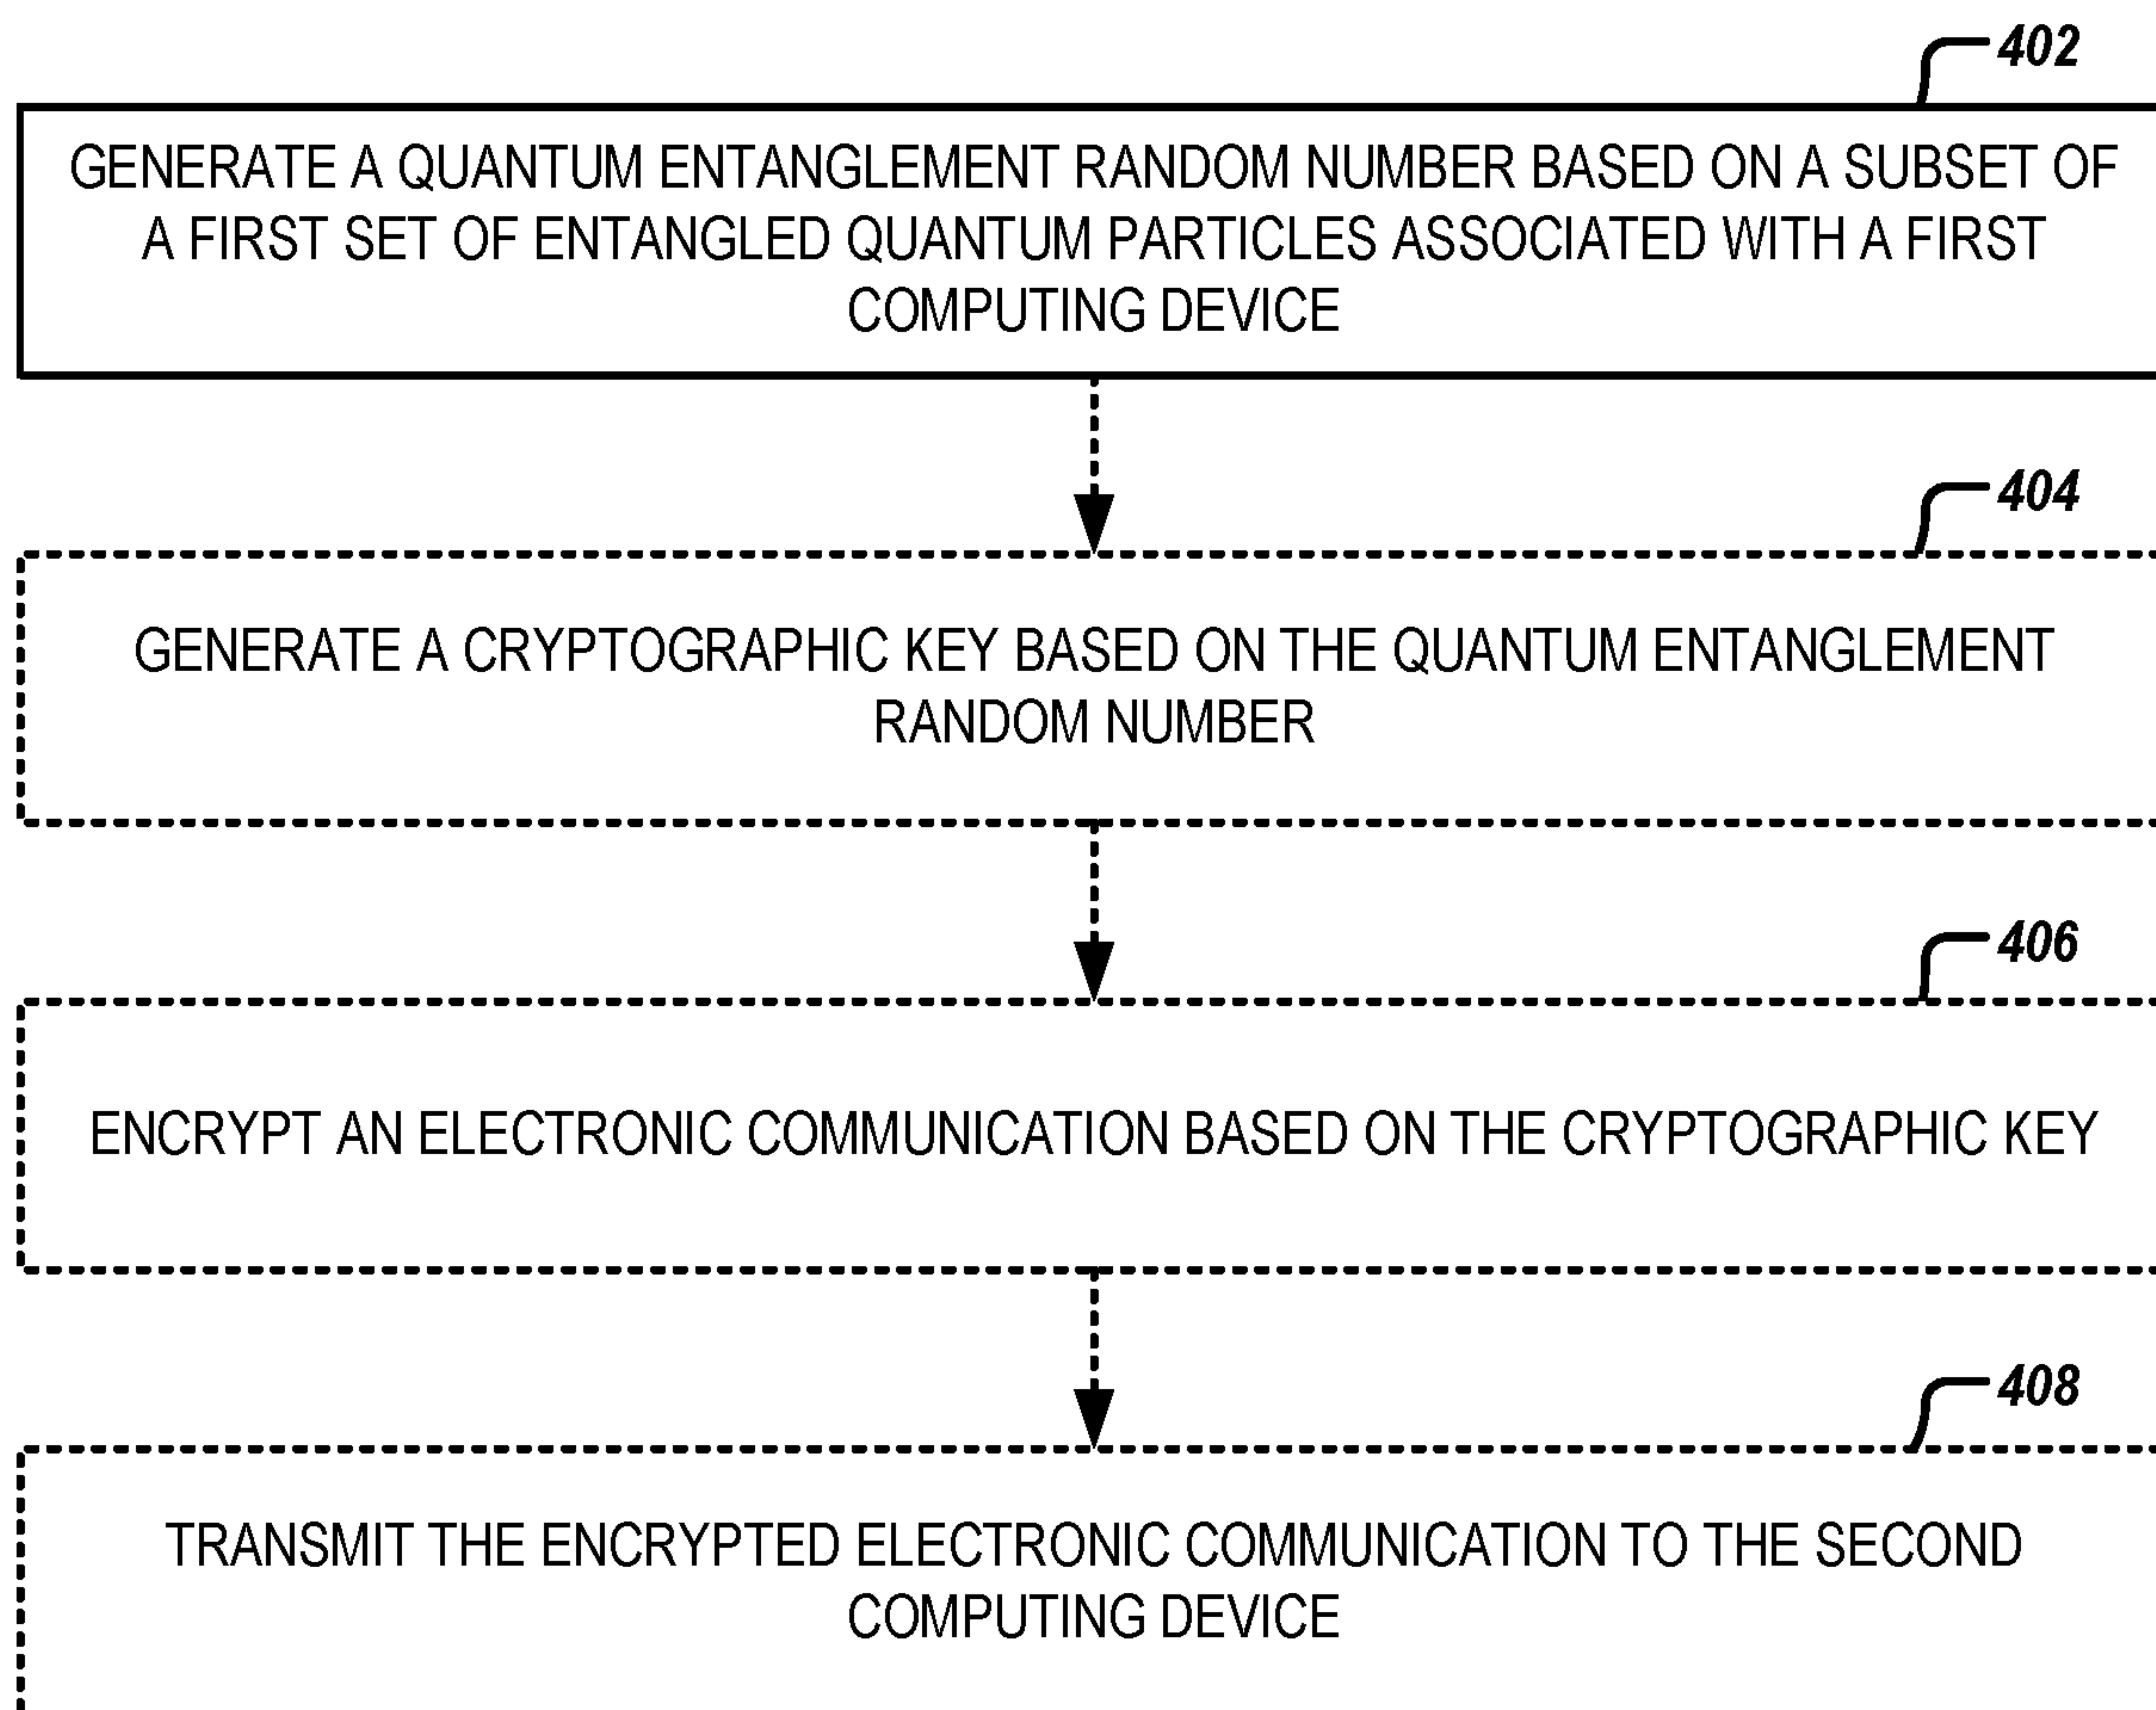 402
GENERATE A QUANTUM ENTANGLEMENT RANDOM NUMBER BASED ON A SUBSET OF
A FIRST SET OF ENTANGLED QUANTUM PARTICLES ASSOCIATED WITH A FIRST
COMPUTING DEVICE
404
GENERATE A CRYPTOGRAPHIC KEY BASED ON THE QUANTUM ENTANGLEMENT
RANDOM NUMBER
406
ENCRYPT AN ELECTRONIC COMMUNICATION BASED ON THE CRYPTOGRAPHIC KEY
408
TRANSMIT THE ENCRYPTED ELECTRONIC COMMUNICATION TO THE SECOND
COMPUTING DEVICE